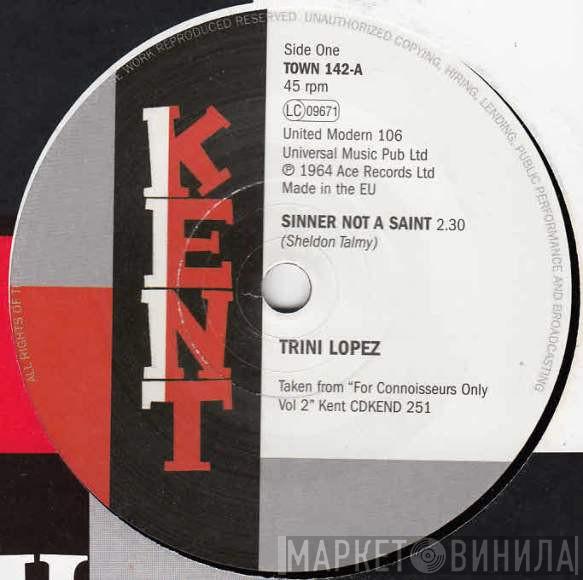 ALL RIGHTS OF THE WORK REPRODUCED RESERVED. UNAUTHORIZED COPYING, HIRING, LENDING, PUBLIC PERFORMANCE AND BROADCASTING
KENT
Side One
TOWN 142-A
45 rpm
LC 09671
United Modern 106
Universal Music Pub Ltd
℗ 1964 Ace Records Ltd
Made in the EU
SINNER NOT A SAINT 2.30
(Sheldon Talmy)
TRINI LOPEZ
Taken from "For Connoisseurs Only
Vol 2" Kent CDKEND 251
МАРКЕТ ВИНИЛА